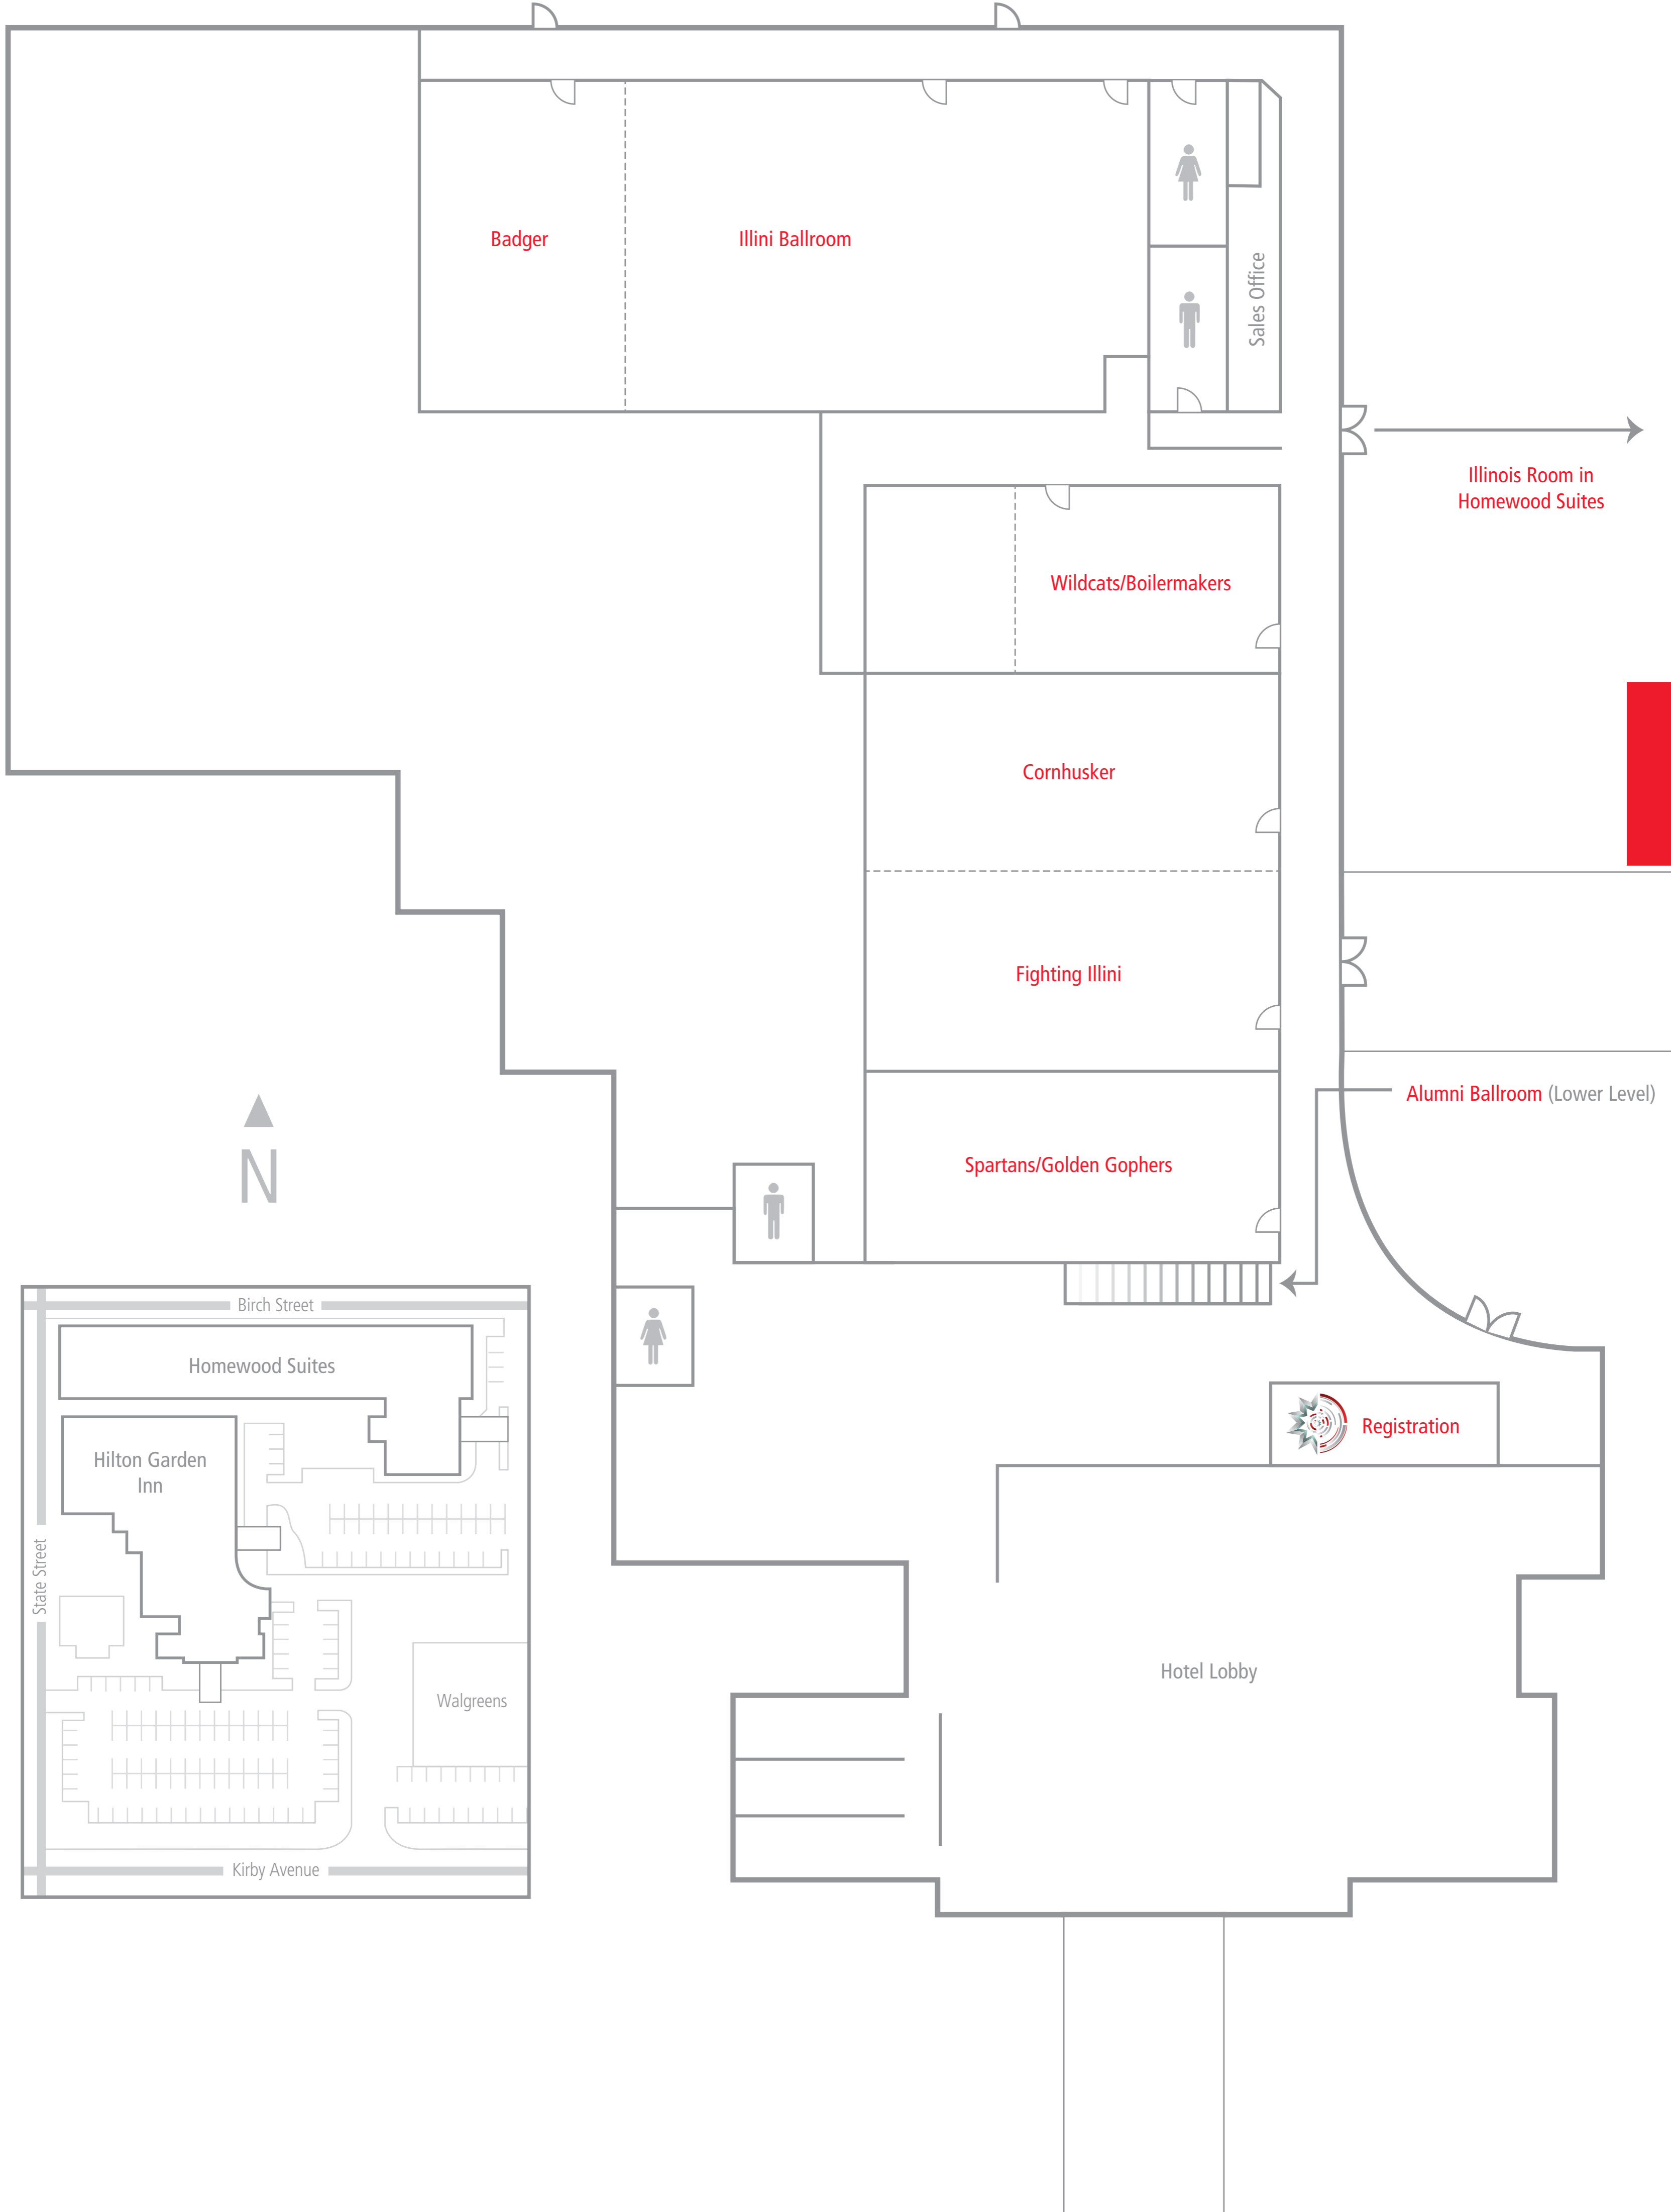 Badger
Illini Ballroom
Sales Office
Illinois Room in
Homewood Suites
Wildcats/Boilermakers
Cornhusker
Fighting Illini
Alumni Ballroom (Lower Level)
Spartans/Golden Gophers
N
Registration
Hotel Lobby
Birch Street
Homewood Suites
Hilton Garden
Inn
State Street
Walgreens
Kirby Avenue